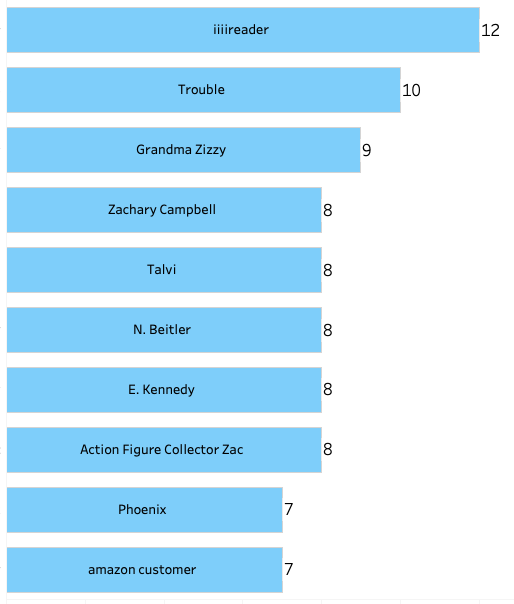 iiiireader 12
Trouble 10
Grandma Zizzy 9
Zachary Campbell 8
Talvi 8
N. Beitler 8
E. Kennedy 8
Action Figure Collector Zac 8
Phoenix 7
amazon customer 7